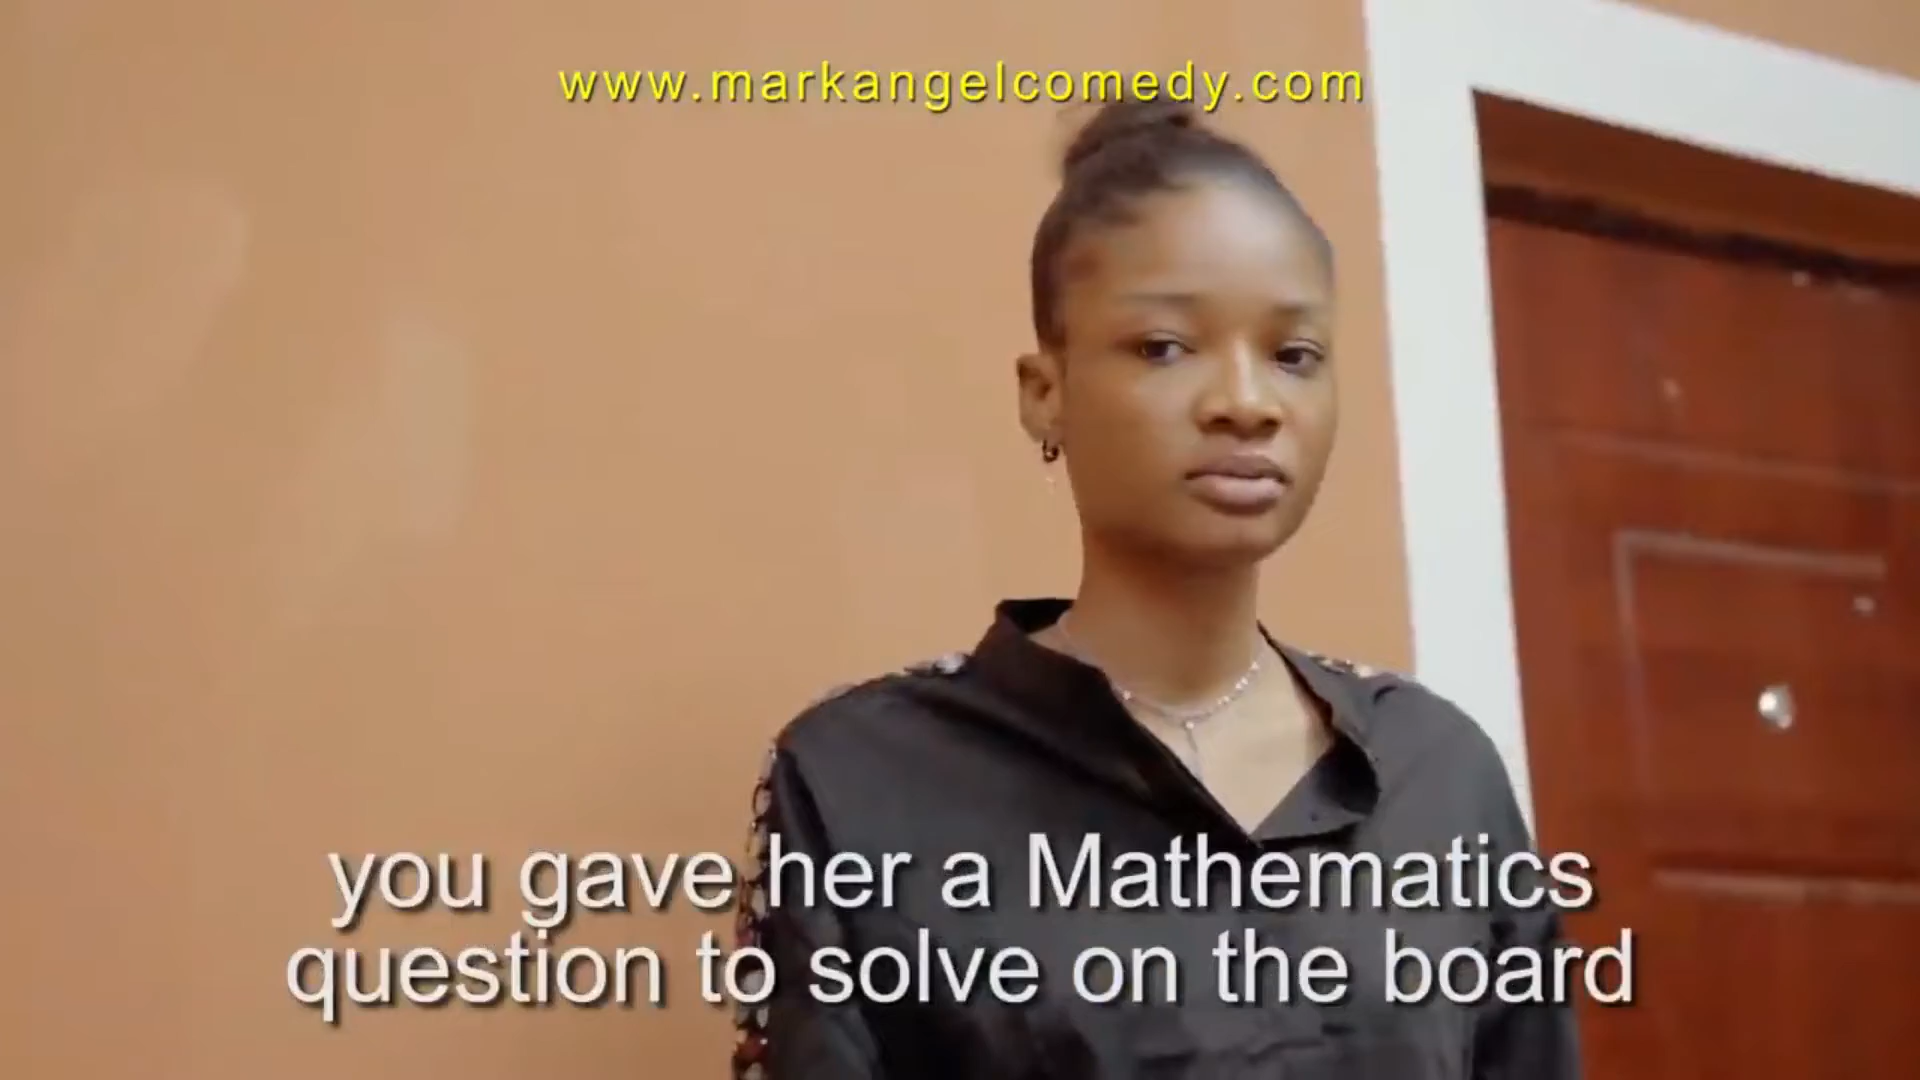 www.markangelcomedy.com
you gave her a Mathematics
question to solve on the board